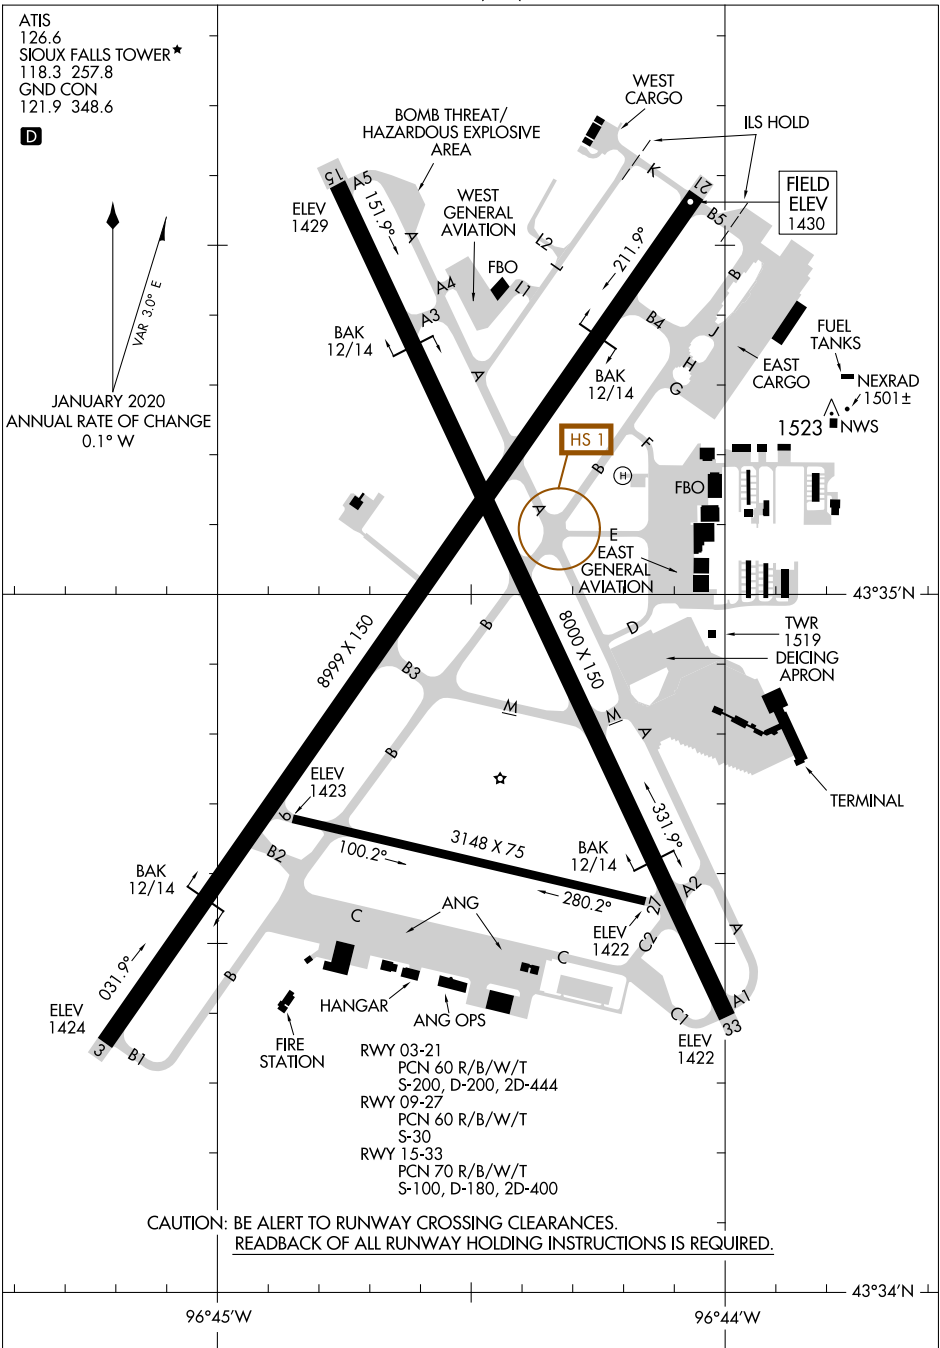 ATIS
126.6
SIOUX FALLS TOWER★
118.3 257.8
GND CON
121.9 348.6
D
WEST
CARGO
BOMB THREAT/
HAZARDOUS EXPLOSIVE
AREA
ILS HOLD
15
A5
K
21
FIELD
ELEV
1430
ELEV
1429
151.9°
WEST
GENERAL
AVIATION
B5
A
L2
211.9°
L
FBO
B
VAR 3.0° E
A4
L1
A3
B4
J
BAK
12/14
FUEL
TANKS
A
H
EAST
CARGO
BAK
12/14
G
NEXRAD
1501±
JANUARY 2020
ANNUAL RATE OF CHANGE
0.1° W
1523
NWS
HS 1
F
B
H
FBO
A
E
EAST
GENERAL
AVIATION
43°35'N
8999 X 150
B
8000 X 150
D
TWR
1519
DEICING
APRON
B3
M
M
A
B
ELEV
1423
TERMINAL
9
331.9°
3148 X 75
100.2°
BAK
12/14
B2
BAK
12/14
280.2°
A2
27
C
ANG
ELEV
1422
C2
A
C
031.9°
B
HANGAR
ANG OPS
A1
C1
33
ELEV
1424
3
B1
FIRE
STATION
ELEV
1422
RWY 03-21
PCN 60 R/B/W/T
S-200, D-200, 2D-444
RWY 09-27
PCN 60 R/B/W/T
S-30
RWY 15-33
PCN 70 R/B/W/T
S-100, D-180, 2D-400
CAUTION: BE ALERT TO RUNWAY CROSSING CLEARANCES.
READBACK OF ALL RUNWAY HOLDING INSTRUCTIONS IS REQUIRED.
43°34'N
96°45'W
96°44'W